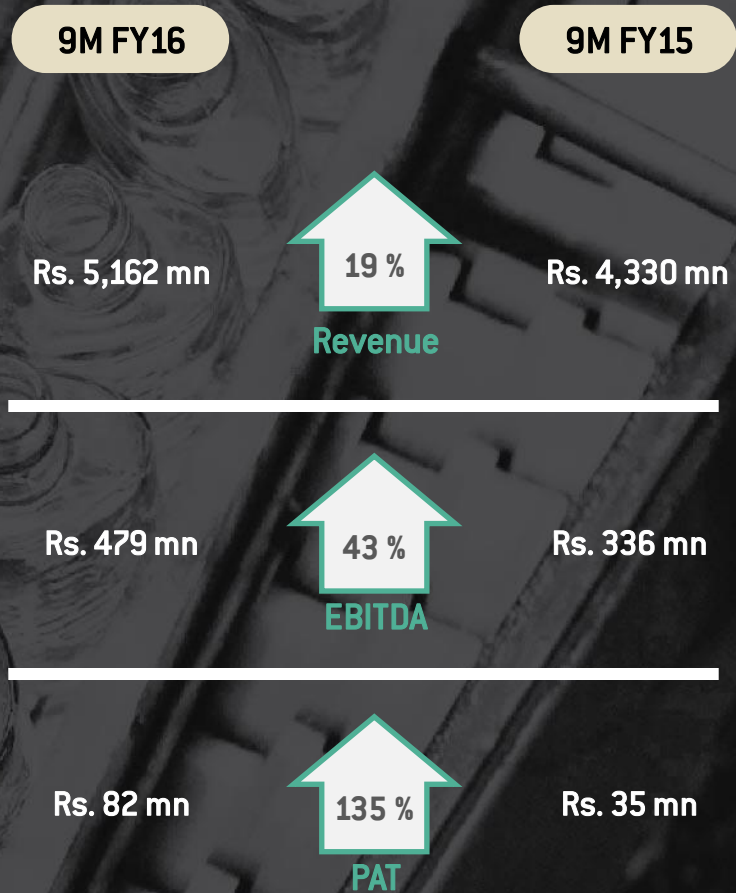 9M FY16
9M FY15
Rs. 5,162 mn
19 %
Rs. 4,330 mn
Revenue
Rs. 479 mn
43 %
Rs. 336 mn
EBITDA
Rs. 82 mn
135 %
Rs. 35 mn
PAT